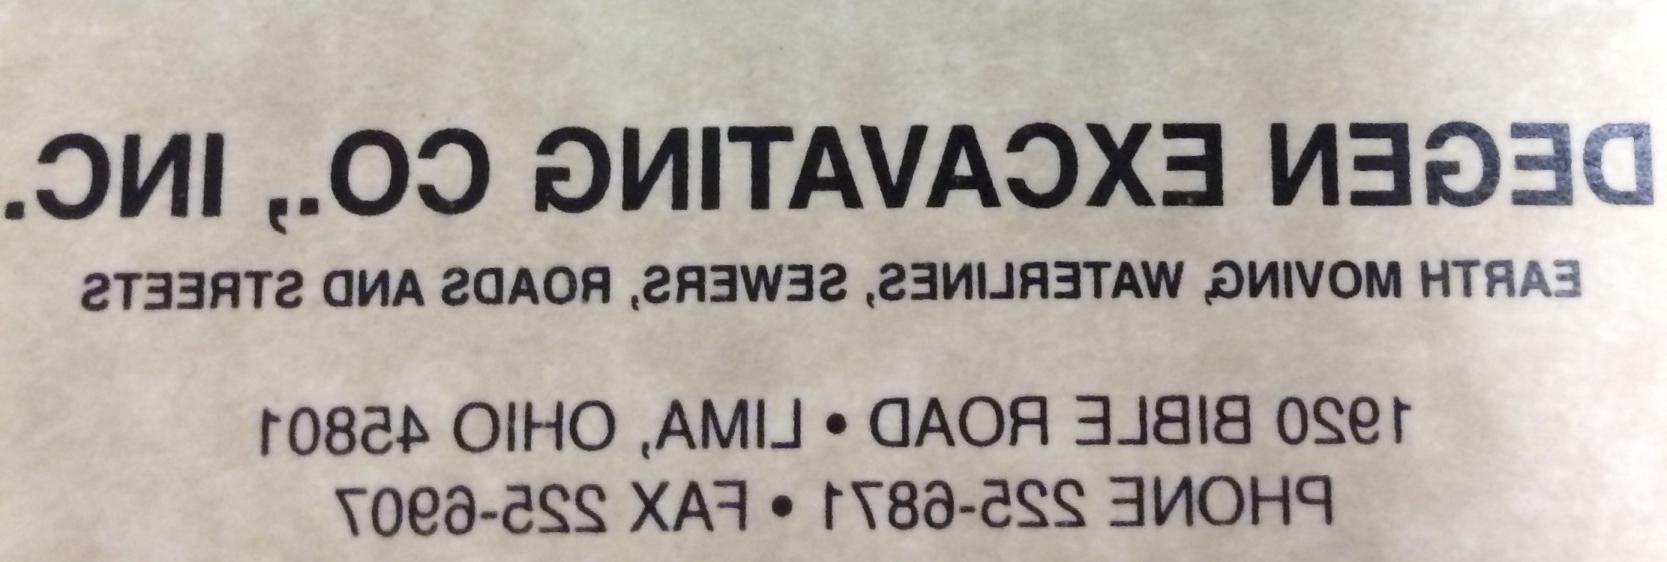 DEGEN EXCAVATING CO., INC.
EARTH MOVING, WATERLINES, SEWERS, ROADS AND STREETS
1920 BIBLE ROAD • LIMA, OHIO 45801
PHONE 225-6871 • FAX 225-6907